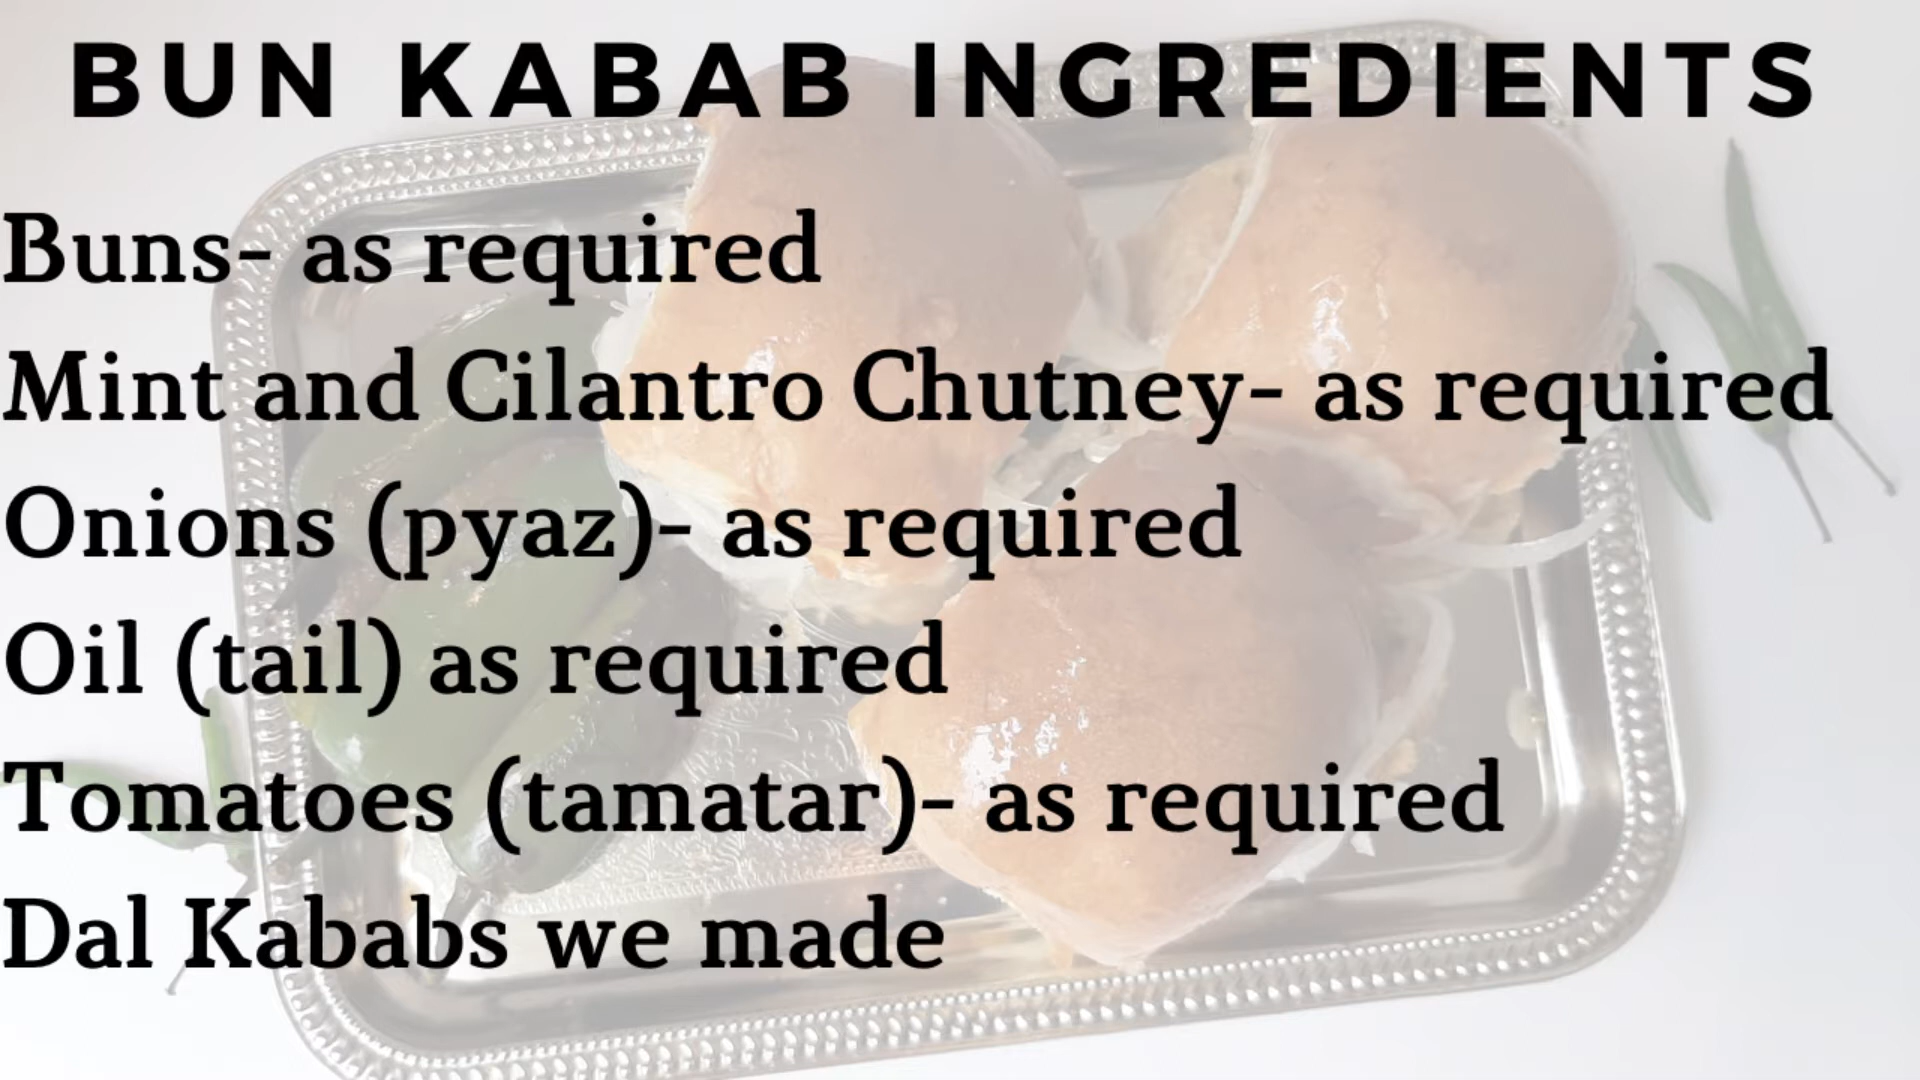 BUN KABAB INGREDIENTS
Buns- as required
Mint and Cilantro Chutney- as required
Onions (pyaz)- as required
Oil (tail) as required
Tomatoes (tamatar)- as required
Dal Kababs we made